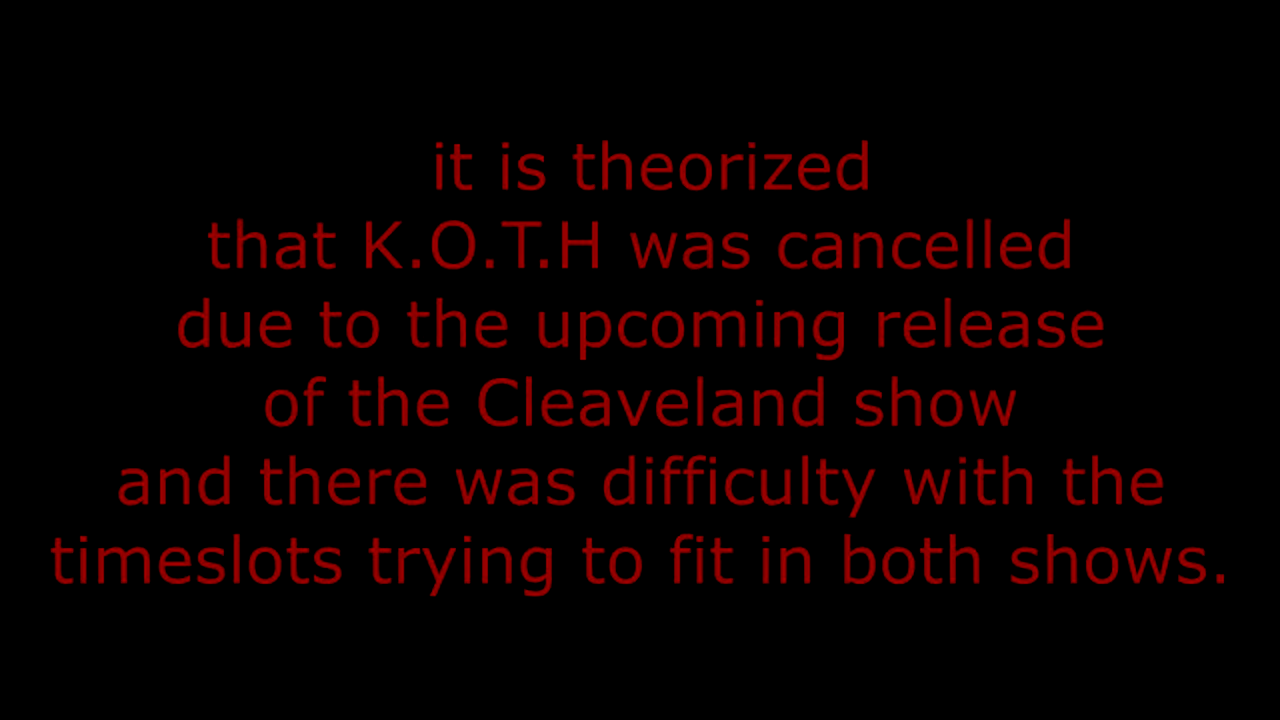 it is theorized
that K.O.T.H was cancelled
due to the upcoming release
of the Cleaveland show
and there was difficulty with the
timeslots trying to fit in both shows.